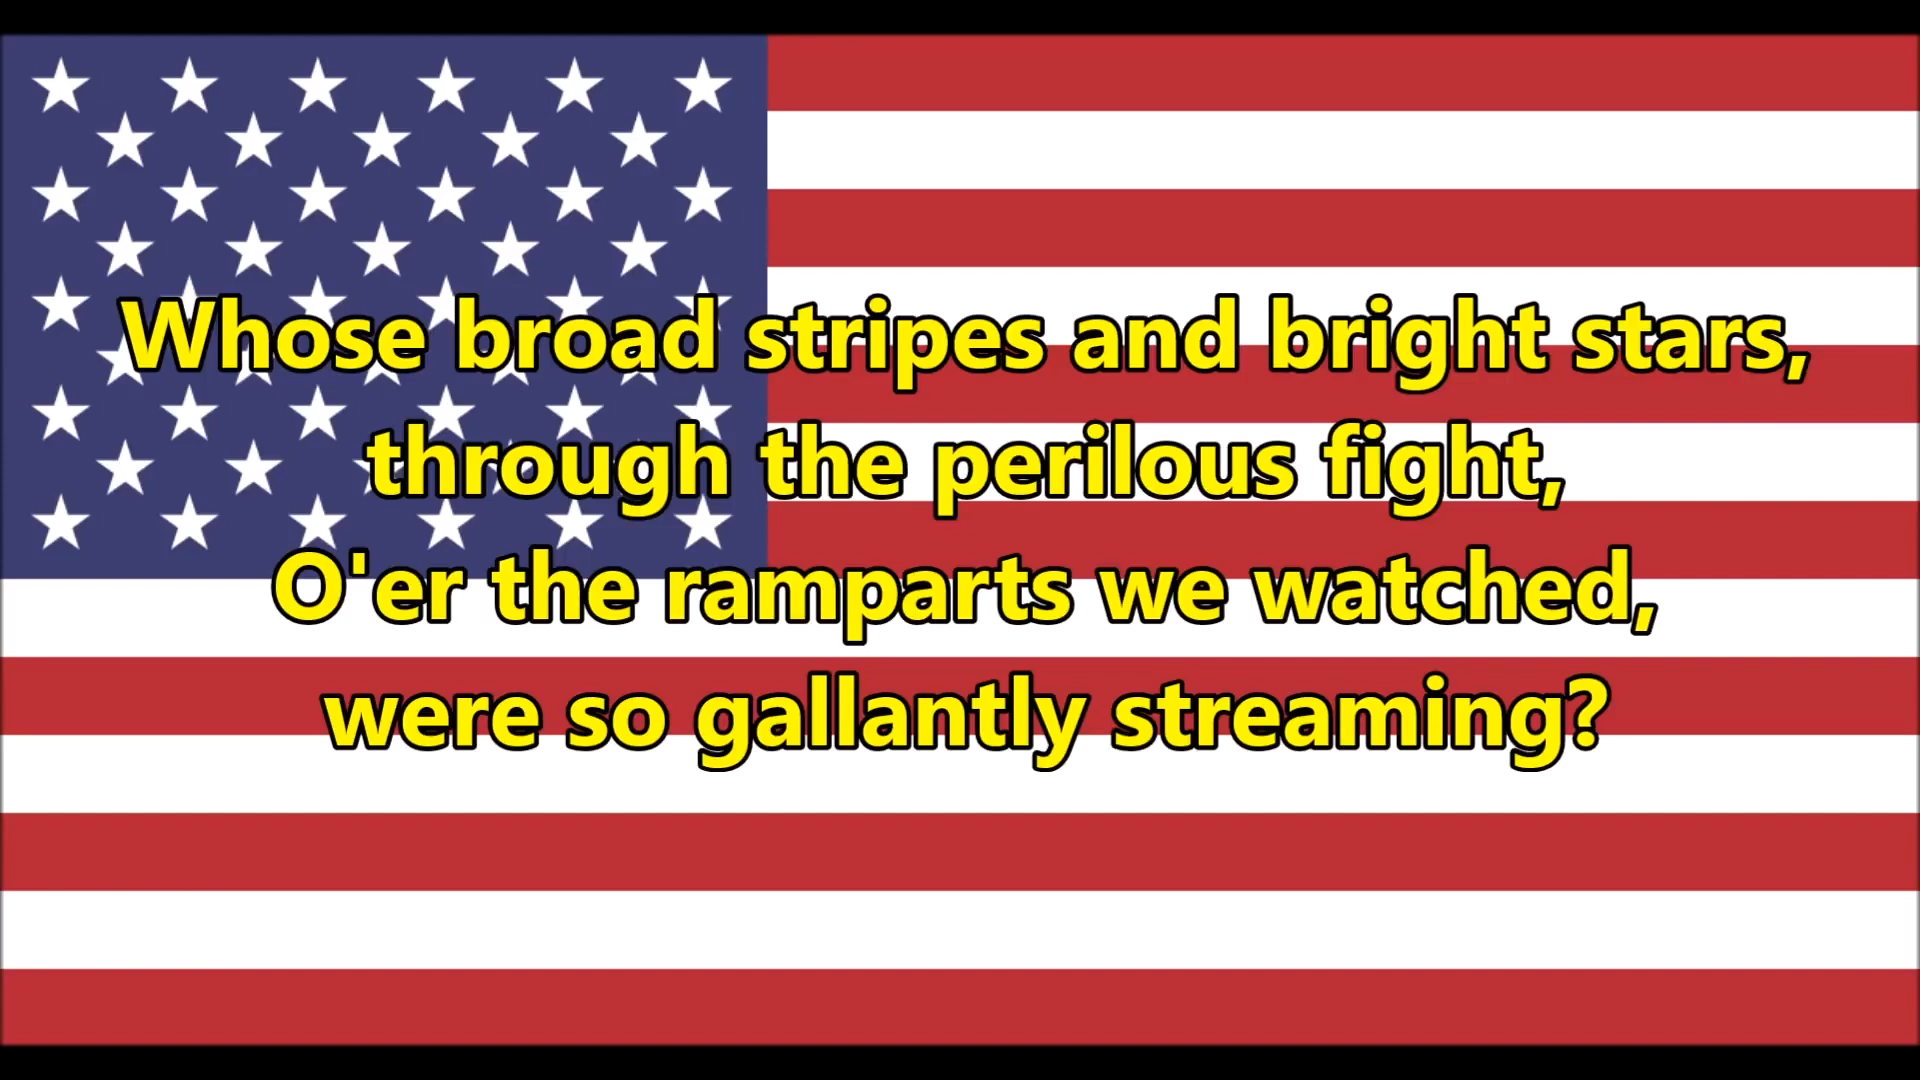 Whose broad stripes and bright stars,
through the perilous fight,
O'er the ramparts we watched,
were so gallantly streaming?